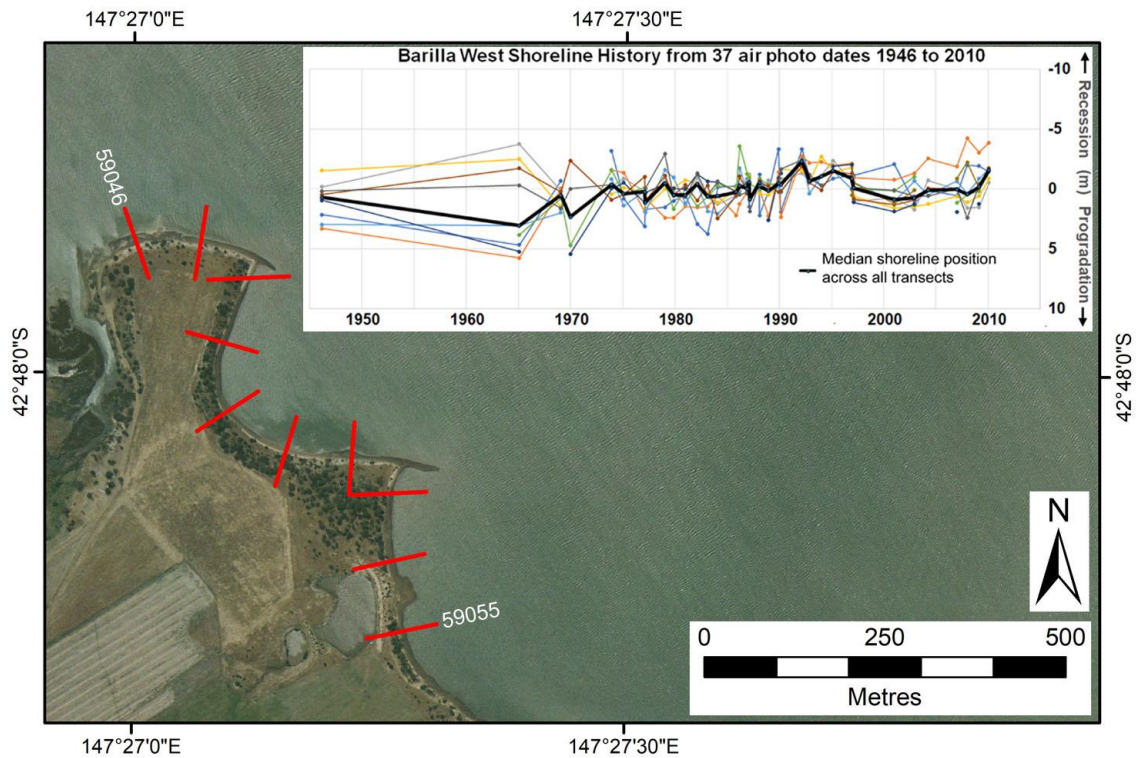 147°27'0"E
147°27'30"E
Barilla West Shoreline History from 37 air photo dates 1946 to 2010
-10
-5
0
5
10
Recession (m) Progradation
1950
1960
1970
1980
1990
2000
2010
Median shoreline position
across all transects
59046
42°48'0"S
42°48'0"S
59055
N
0
250
500
Metres
147°27'0"E
147°27'30"E